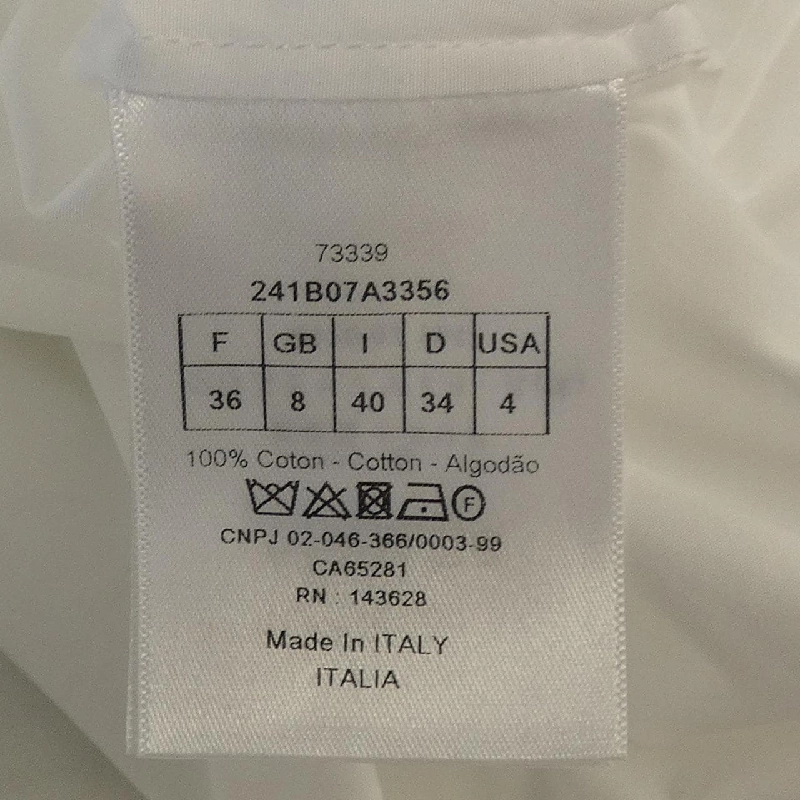 73339
241B07A3356
F GB I D USA
36 8 40 34 4
100% Coton - Cotton - Algodão
F
CNPJ 02-046-366/0003-99
CA65281
RN : 143628
Made In ITALY
ITALIA